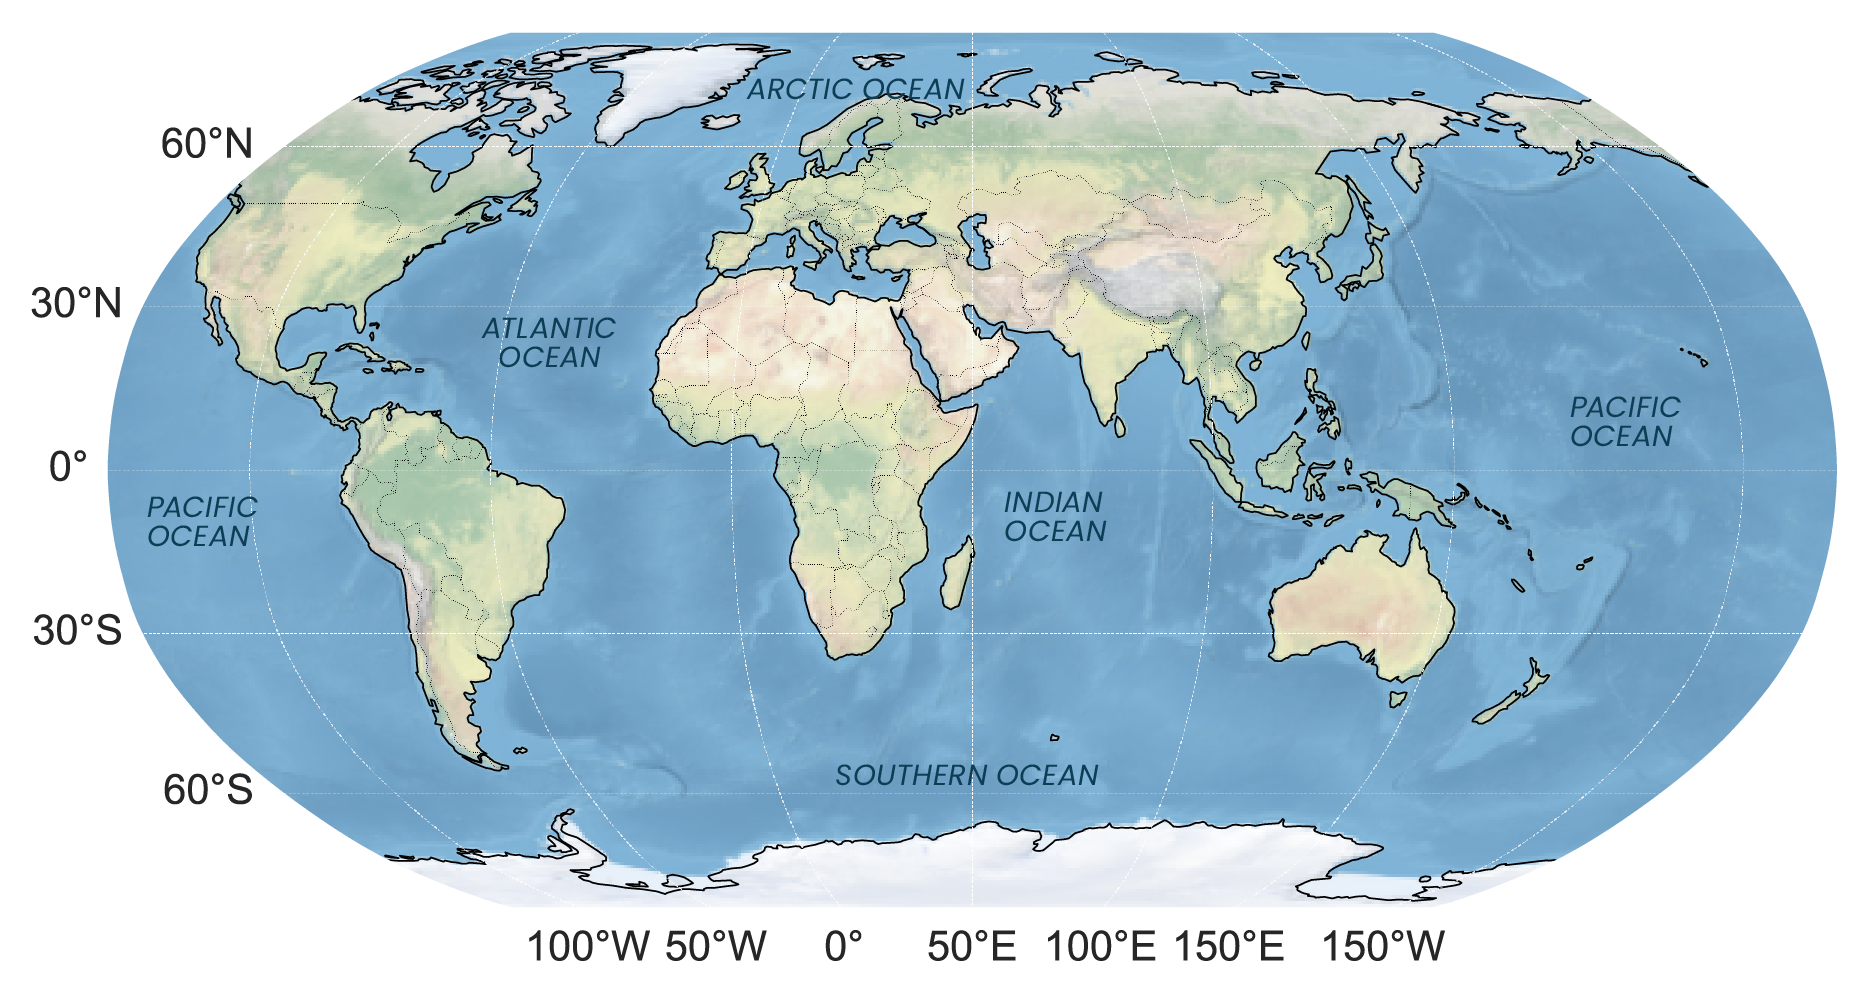 ARCTIC OCEAN
60°N
30°N
ATLANTIC
OCEAN
PACIFIC
OCEAN
0°
PACIFIC
OCEAN
INDIAN
OCEAN
30°S
SOUTHERN OCEAN
60°S
100°W 50°W 0° 50°E 100°E 150°E 150°W